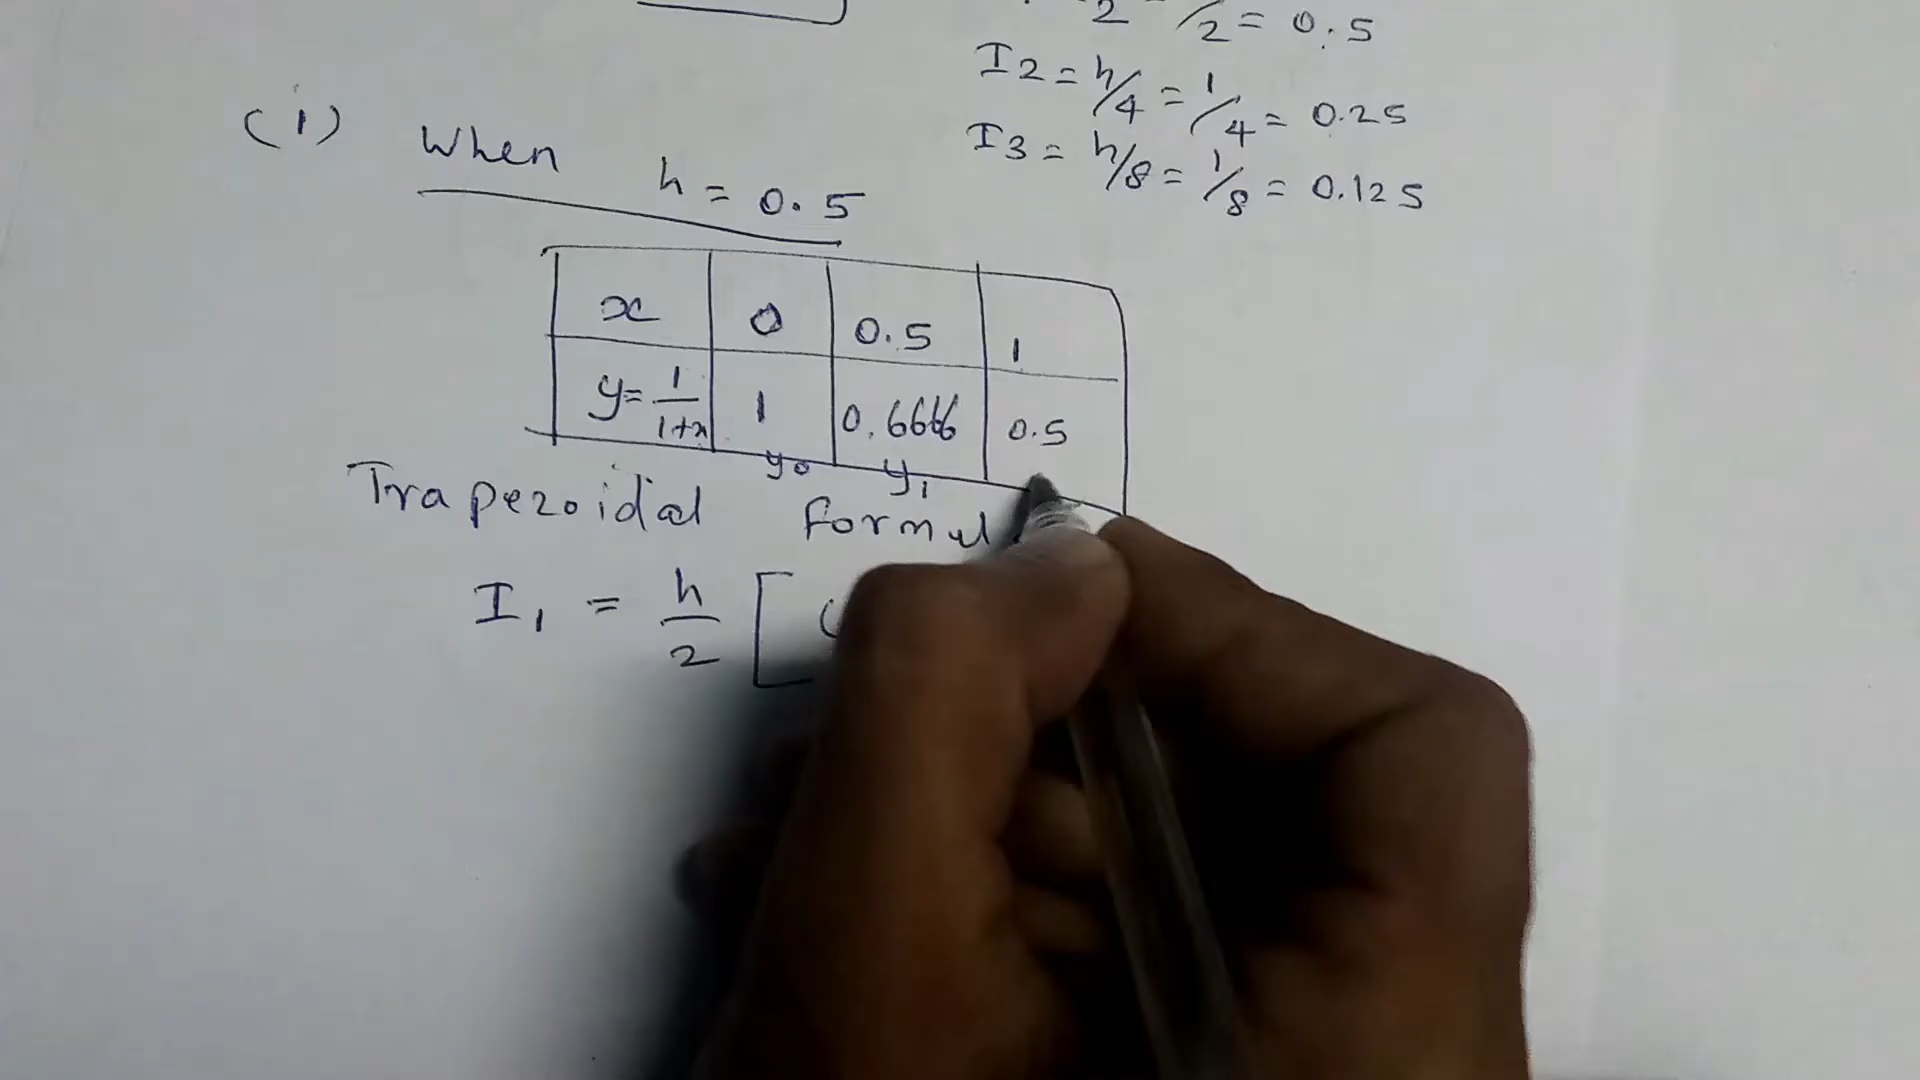 2 /2 = 0.5
I2 = h/4 = 1/4 = 0.25
I3 = h/8 = 1/8 = 0.125
(1) When h = 0.5
x 0 0.5 1
y = 1/1+x 1 0.6666 0.5
y0 y1
Trapezoidal formul
I1 = h/2 [ (